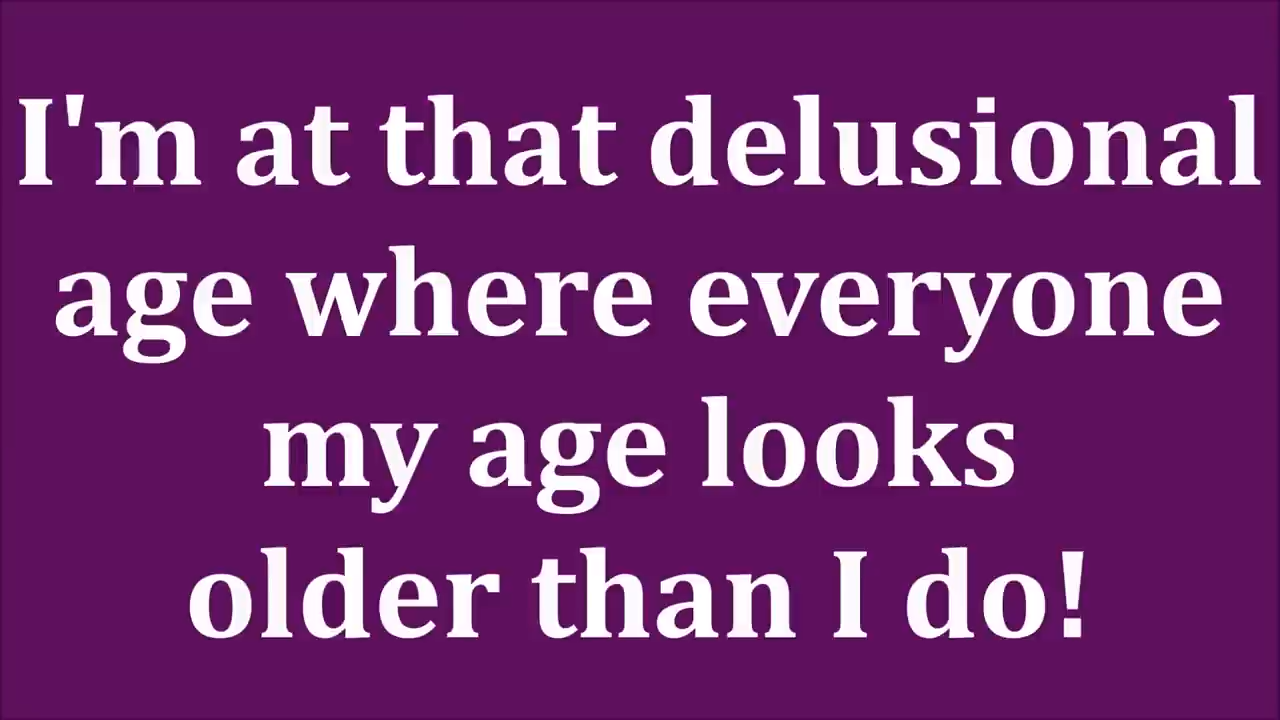 I'm at that delusional
age where everyone
my age looks
older than I do!